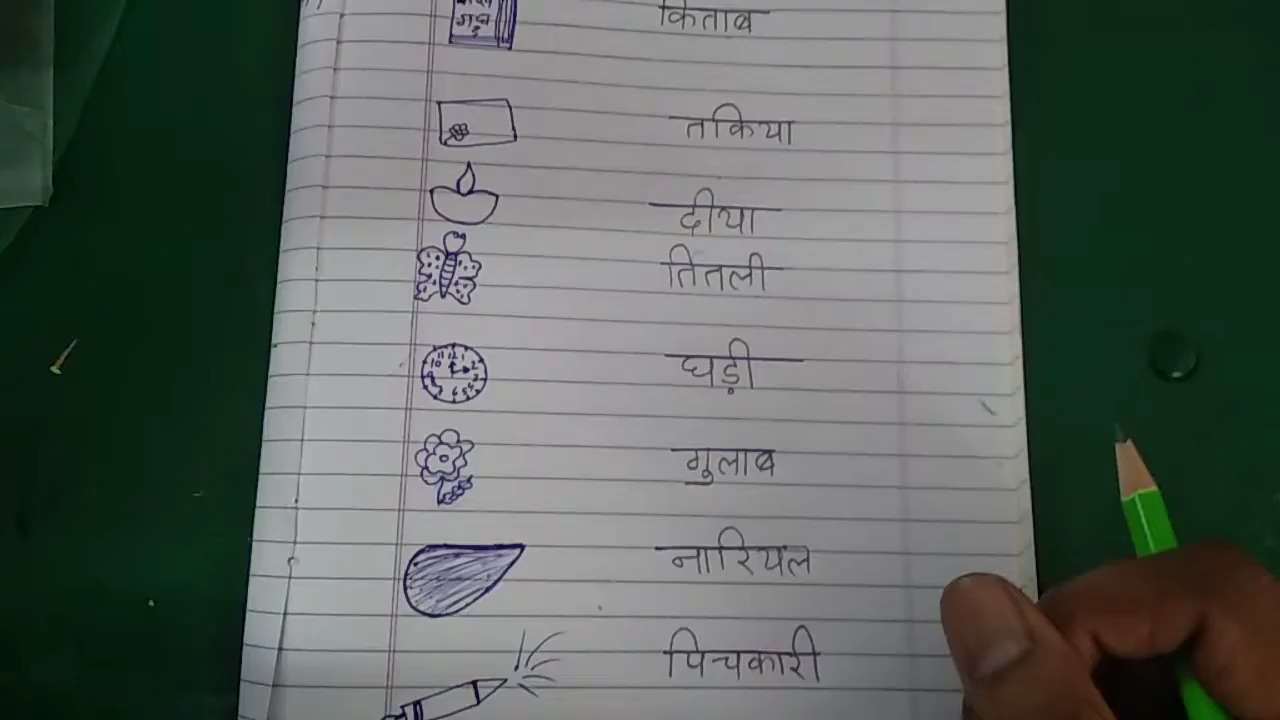 किताब
तकिया
दीया
तितली
घड़ी
गुलाब
नारियल
पिचकारी